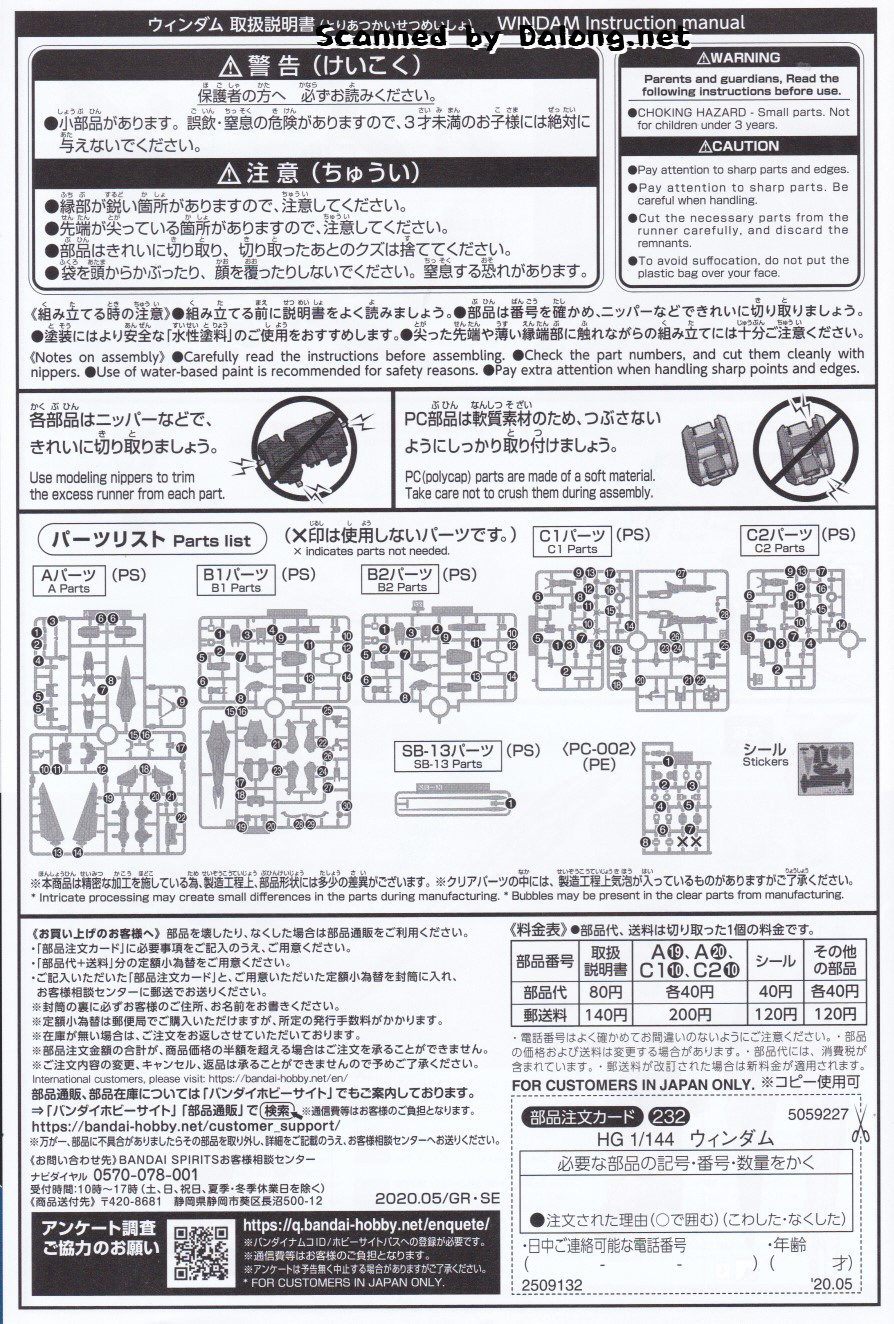 ウィンダム 取扱説明書(とりあつかいせつめいしょ) WINDAM Instruction manual
Scanned by Dalong.net
⚠警告(けいこく)
保護者の方へ 必ずお読みください。
●小部品があります。誤飲・窒息の危険がありますので、3才未満のお子様には絶対に
与えないでください。
⚠注意(ちゅうい)
●縁部が鋭い箇所がありますので、注意してください。
●先端が尖っている箇所がありますので、注意してください。
●部品はきれいに切り取り、切り取ったあとのクズは捨ててください。
●袋を頭からかぶったり、顔を覆ったりしないでください。窒息する恐れがあります。
⚠WARNING
Parents and guardians, Read the
following instructions before use.
●CHOKING HAZARD - Small parts. Not
for children under 3 years.
⚠CAUTION
●Pay attention to sharp parts and edges.
●Pay attention to sharp parts. Be
careful when handling.
●Cut the necessary parts from the
runner carefully, and discard the
remnants.
●To avoid suffocation, do not put the
plastic bag over your face.
《組み立てる時の注意》●組み立てる前に説明書をよく読みましょう。●部品は番号を確かめ、ニッパーなどできれいに切り取りましょう。
●塗装にはより安全な「水性塗料」のご使用をおすすめします。●尖った先端や薄い縁端部に触れながらの組み立てには十分ご注意ください。
《Notes on assembly》●Carefully read the instructions before assembling. ●Check the part numbers, and cut them cleanly with
nippers. ●Use of water-based paint is recommended for safety reasons. ●Pay extra attention when handling sharp points and edges.
各部品はニッパーなどで、
きれいに切り取りましょう。
Use modeling nippers to trim
the excess runner from each part.
PC部品は軟質素材のため、つぶさない
ようにしっかり取り付けましょう。
PC(polycap) parts are made of a soft material.
Take care not to crush them during assembly.
パーツリスト Parts list
(×印は使用しないパーツです。)
× indicates parts not needed.
C1パーツ (PS)
C1 Parts
C2パーツ (PS)
C2 Parts
Aパーツ (PS)
A Parts
B1パーツ (PS)
B1 Parts
B2パーツ (PS)
B2 Parts
SB-13パーツ (PS)
SB-13 Parts
〈PC-002〉
(PE)
シール
Stickers
※本商品は精密な加工を施している為、製造工程上、部品形状には多少の差異がございます。※クリアパーツの中には、製造工程上気泡が入っているものがありますがご了承ください。
* Intricate processing may create small differences in the parts during manufacturing. * Bubbles may be present in the clear parts from manufacturing.
《お買い上げのお客様へ》部品を壊したり、なくした場合は部品通販をご利用ください。
・「部品注文カード」に必要事項をご記入のうえ、ご用意ください。
・「部品代+送料」分の定額小為替をご用意ください。
・ご記入いただいた「部品注文カード」と、ご用意いただいた定額小為替を封筒に入れ、
お客様相談センターに郵送でお送りください。
※封筒の裏に必ずお客様のご住所、お名前をお書きください。
※定額小為替は郵便局でご購入いただけますが、所定の発行手数料がかかります。
※在庫が無い場合は、ご注文をお返しさせていただいております。
※部品注文金額の合計が、商品価格の半額を超える場合はご注文を承ることができません。
※ご注文内容の変更、キャンセル、返品は承ることができませんので予めご了承ください。
International customers, please visit: https://bandai-hobby.net/en/
部品通販、部品在庫については「バンダイホビーサイト」でもご案内しております。
⇒「バンダイホビーサイト」「部品通販」で 検索 ※通信費等はお客様のご負担となります。
https://bandai-hobby.net/customer_support/
※万が一、部品に不具合がありましたらその部品を取り外し、詳細をご記載のうえ、お客様相談センターへお送りください。
《お問い合わせ先》BANDAI SPIRITSお客様相談センター
ナビダイヤル 0570-078-001
受付時間:10時〜17時(土、日、祝日、夏季・冬季休業日を除く)
《商品送付先》〒420-8681 静岡県静岡市葵区長沼500-12
2020.05/GR・SE
アンケート調査
ご協力のお願い
https://q.bandai-hobby.net/enquete/
※バンダイナムコID/ホビーサイトパスへの登録が必要です。
※通信費等はお客様のご負担となります。
※アンケートは予告無く中止する場合がありますがご了承ください。
* FOR CUSTOMERS IN JAPAN ONLY.
《料金表》●部品代、送料は切り取った1個の料金です。
部品番号 取扱説明書 A⑲、A⑳、C1⑩、C2⑩ シール その他の部品
部品代 80円 各40円 40円 各40円
郵送料 140円 200円 120円 120円
・電話番号はよく確かめてお間違いのないようにご注意ください。・部品
の価格および送料は変更する場合があります。・部品代には、消費税が
含まれています。・郵送料が改訂された場合は新料金が適用されます。
FOR CUSTOMERS IN JAPAN ONLY. ※コピー使用可
部品注文カード 232 5059227
HG 1/144 ウィンダム
必要な部品の記号・番号・数量をかく
●注文された理由(○で囲む)(こわした・なくした)
・日中ご連絡可能な電話番号 ・年齢
( - - ) ( 才)
2509132 '20.05